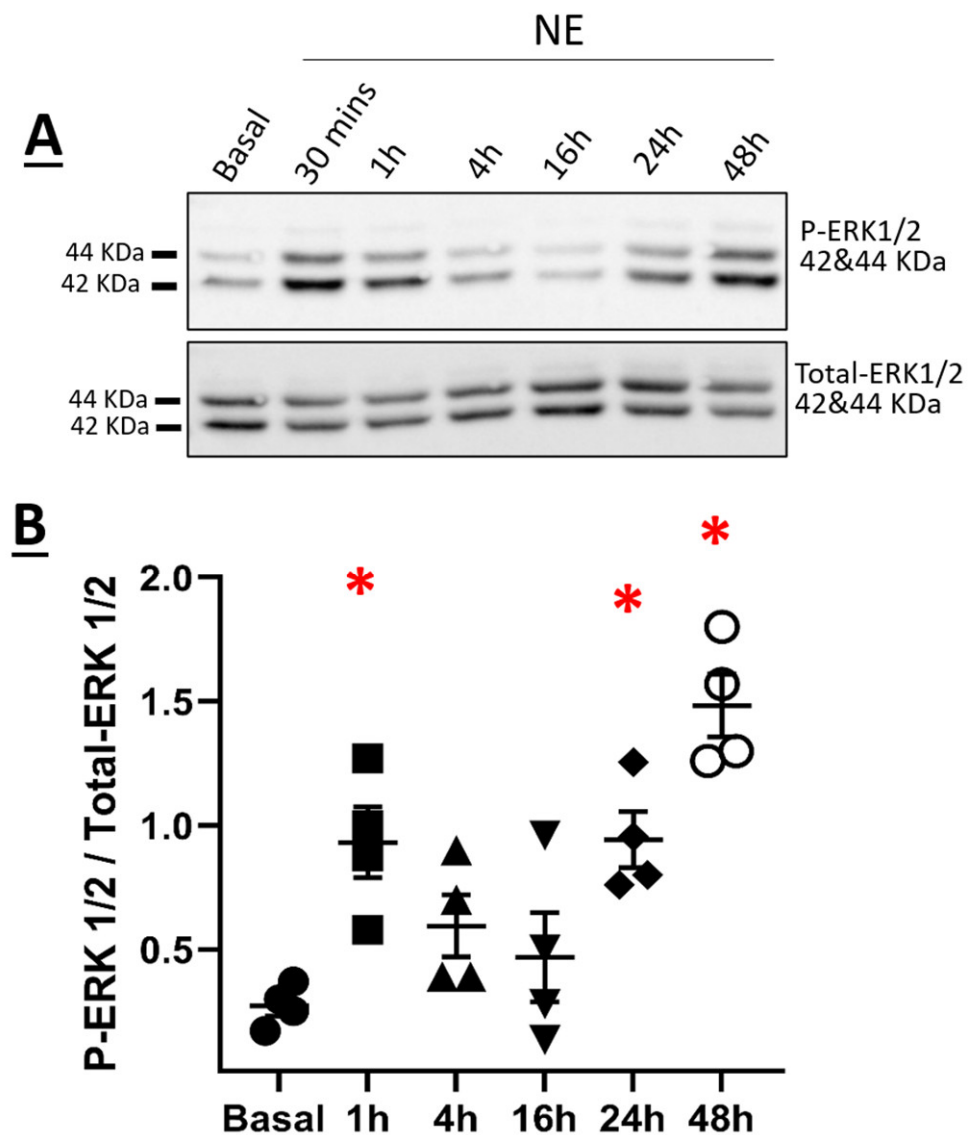 NE
A
Basal 30 mins 1h 4h 16h 24h 48h
44 KDa
42 KDa
P-ERK1/2
42&44 KDa
44 KDa
42 KDa
Total-ERK1/2
42&44 KDa
B
P-ERK 1/2 / Total-ERK 1/2
2.0
1.5
1.0
0.5
* * *
Basal 1h 4h 16h 24h 48h